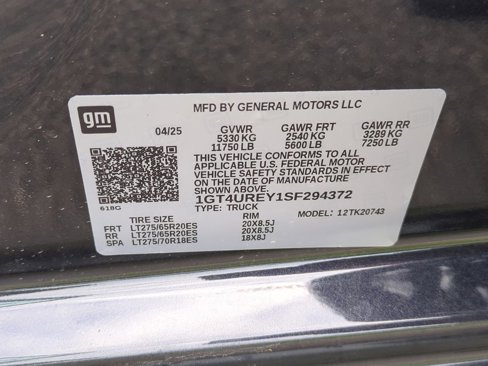 MFD BY GENERAL MOTORS LLC
gm
04/25 GVWR GAWR FRT GAWR RR
5330 KG 2540 KG 3289 KG
11750 LB 5600 LB 7250 LB
THIS VEHICLE CONFORMS TO ALL
APPLICABLE U.S. FEDERAL MOTOR
VEHICLE SAFETY STANDARDS IN EFFECT
ON THE DATE OF MANUFACTURE
SHOWN ABOVE.
1GT4UREY1SF294372
618G TYPE: TRUCK
MODEL: 12TK20743
TIRE SIZE RIM
FRT LT275/65R20ES 20X8.5J
RR LT275/65R20ES 20X8.5J
SPA LT275/70R18ES 18X8J